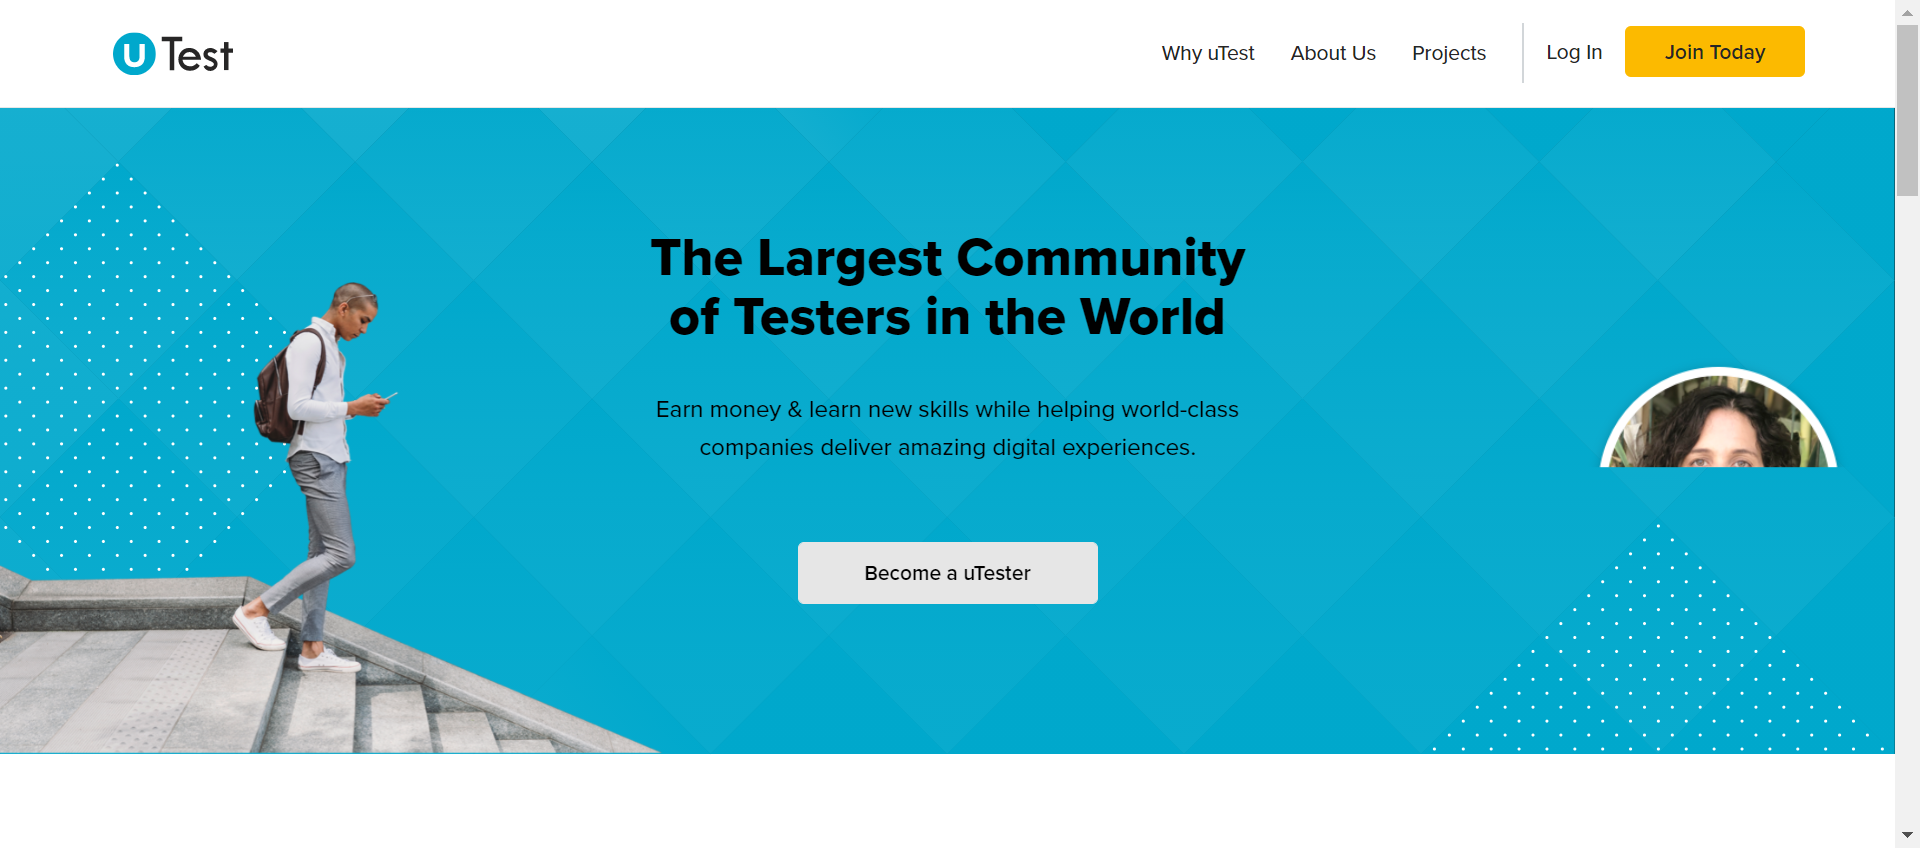 u Test
Why uTest
About Us
Projects
Log In
Join Today
The Largest Community
of Testers in the World
Earn money & learn new skills while helping world-class
companies deliver amazing digital experiences.
Become a uTester